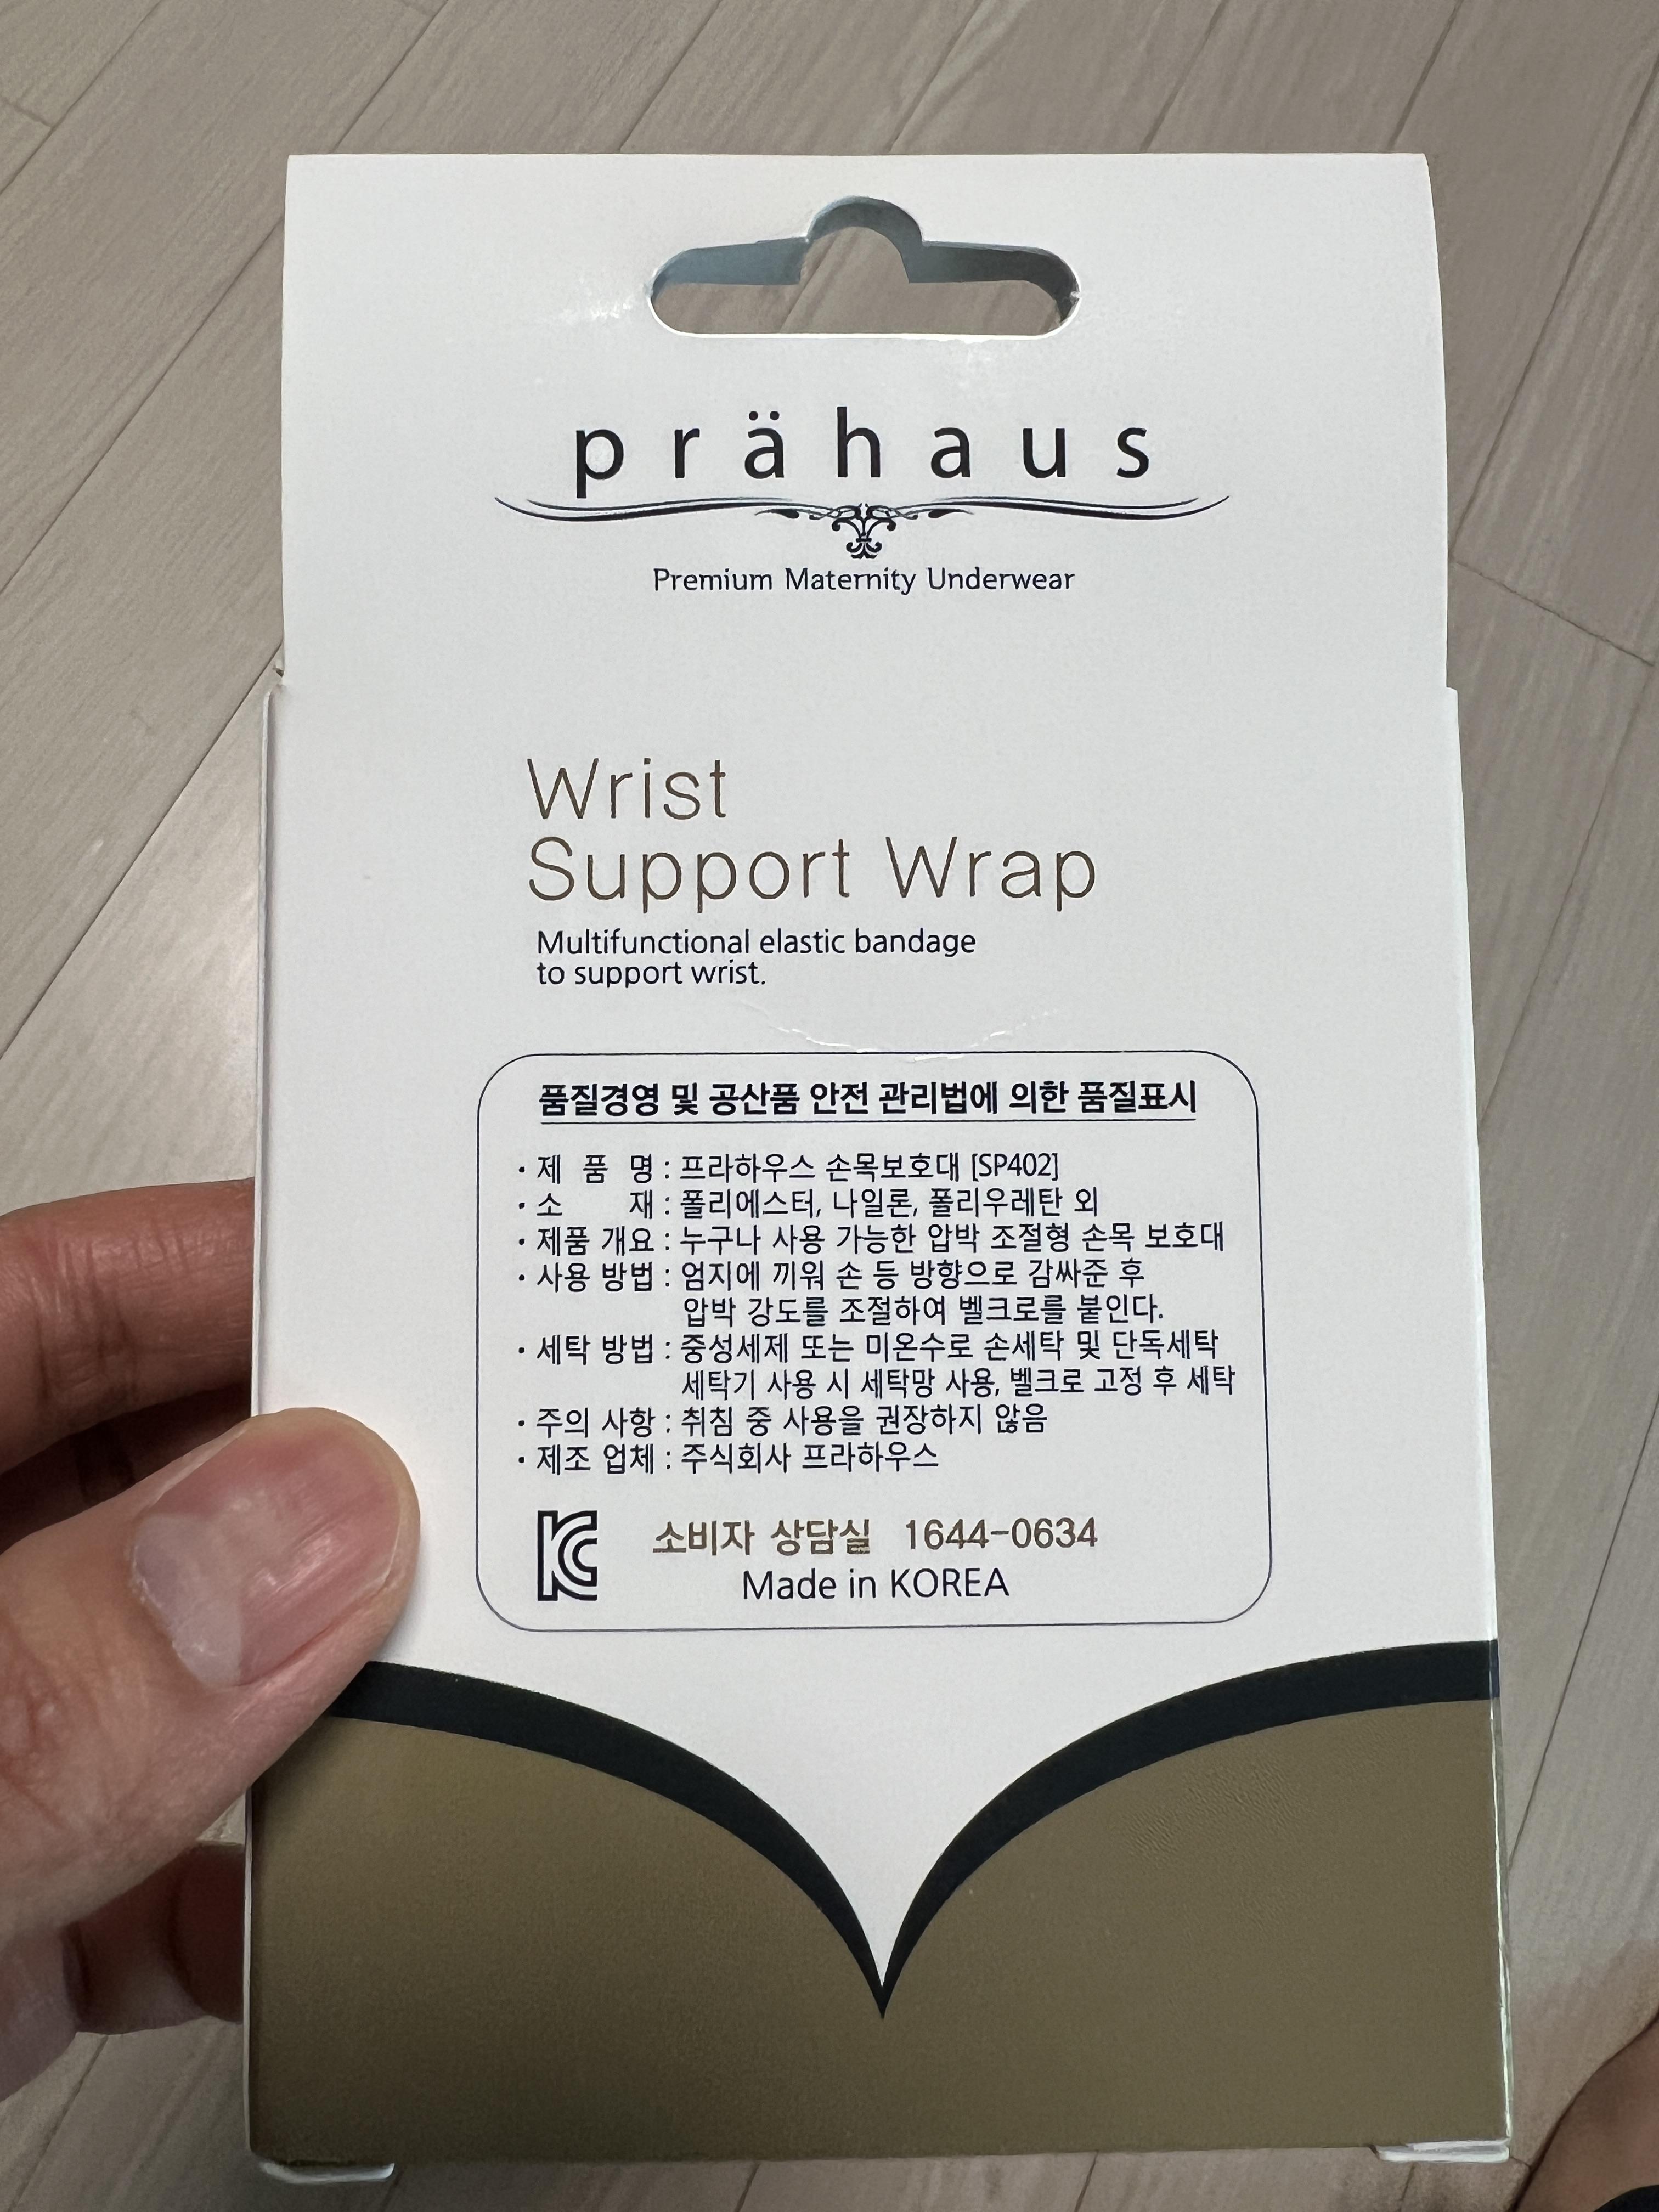 prähaus
Premium Maternity Underwear
Wrist
Support Wrap
Multifunctional elastic bandage
to support wrist.
품질경영 및 공산품 안전 관리법에 의한 품질표시
· 제 품 명 : 프라하우스 손목보호대 [SP402]
· 소 재 : 폴리에스터, 나일론, 폴리우레탄 외
· 제품 개요 : 누구나 사용 가능한 압박 조절형 손목 보호대
· 사용 방법 : 엄지에 끼워 손 등 방향으로 감싸준 후
압박 강도를 조절하여 벨크로를 붙인다.
· 세탁 방법 : 중성세제 또는 미온수로 손세탁 및 단독세탁
세탁기 사용 시 세탁망 사용, 벨크로 고정 후 세탁
· 주의 사항 : 취침 중 사용을 권장하지 않음
· 제조 업체 : 주식회사 프라하우스
KC 소비자 상담실 1644-0634
Made in KOREA